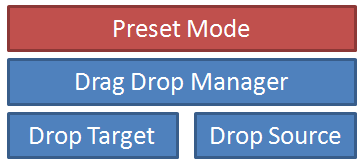 Preset Mode
Drag Drop Manager
Drop Target
Drop Source